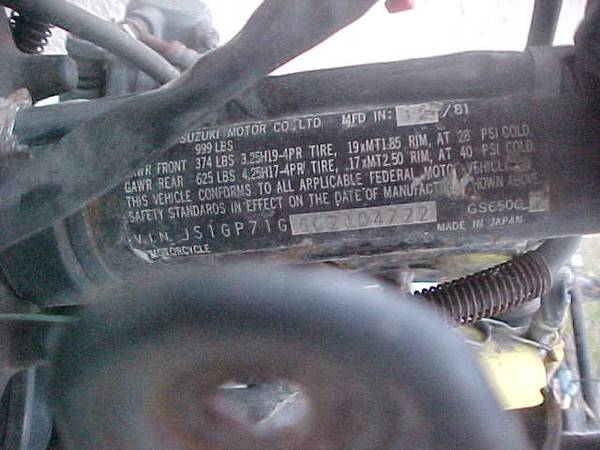 SUZUKI MOTOR CO.,LTD. MFD IN: /81
999 LBS
GAWR FRONT 374 LBS 3.25H19-4PR TIRE, 19xMT1.85 RIM, AT 28 PSI COLD.
GAWR REAR 625 LBS 4.25H17-4PR TIRE, 17xMT2.50 RIM, AT 40 PSI COLD.
THIS VEHICLE CONFORMS TO ALL APPLICABLE FEDERAL MOTOR VEHICLE
SAFETY STANDARDS IN EFFECT ON THE DATE OF MANUFACTURE SHOWN ABOVE.
V.I.N. JS1GP71G
MOTORCYCLE
MADE IN JAPAN